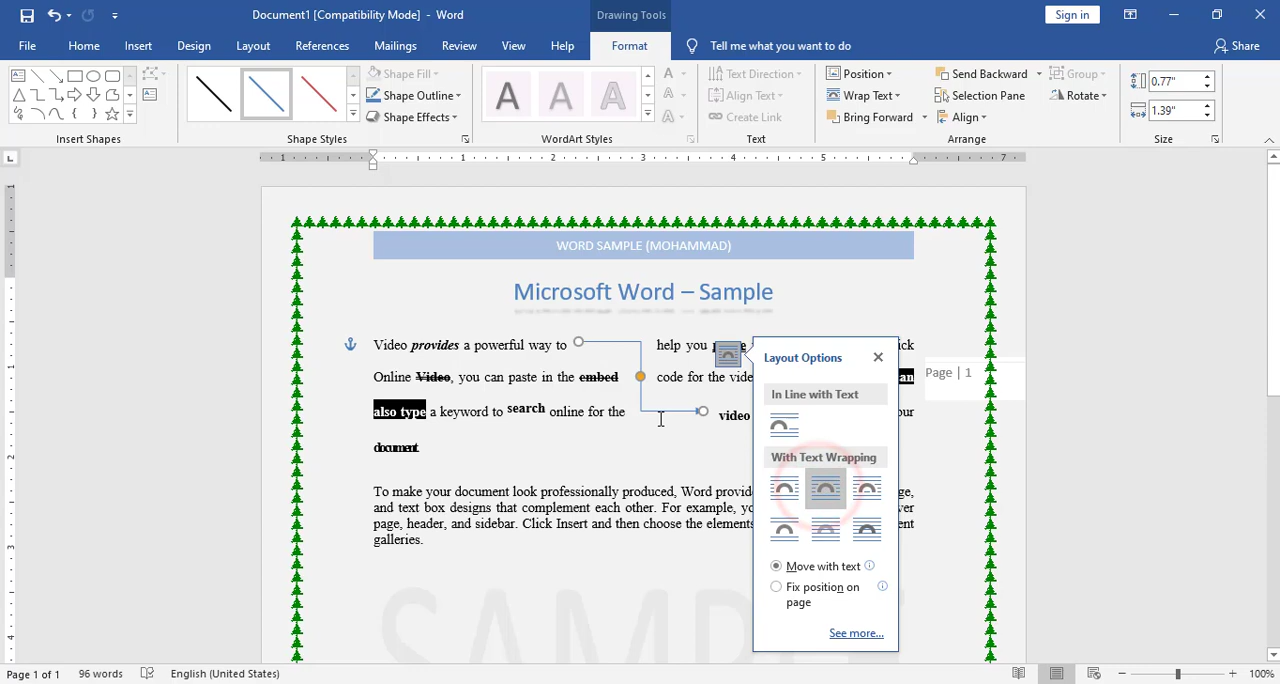 Document1 [Compatibility Mode] - Word
Drawing Tools
Sign in
File Home Insert Design Layout References Mailings Review View Help Format Tell me what you want to do Share
Shape Fill Text Direction Position Send Backward Group 0.77"
Shape Outline A A A Align Text Wrap Text Selection Pane Rotate 1.39"
Shape Effects Create Link Bring Forward Align
Insert Shapes Shape Styles WordArt Styles Text Arrange Size
1 1 2 3 4 5 7
WORD SAMPLE (MOHAMMAD)
Microsoft Word – Sample
Video provides a powerful way to help you
Online Video, you can paste in the embed code for the
also type a keyword to search online for the video
document.
Page | 1
To make your document look professionally produced, Word
and text box designs that complement each other. For example,
page, header, and sidebar. Click Insert and then choose the elements
galleries.
Layout Options
In Line with Text
With Text Wrapping
Move with text
Fix position on
page
See more...
Page 1 of 1 96 words English (United States) 100%